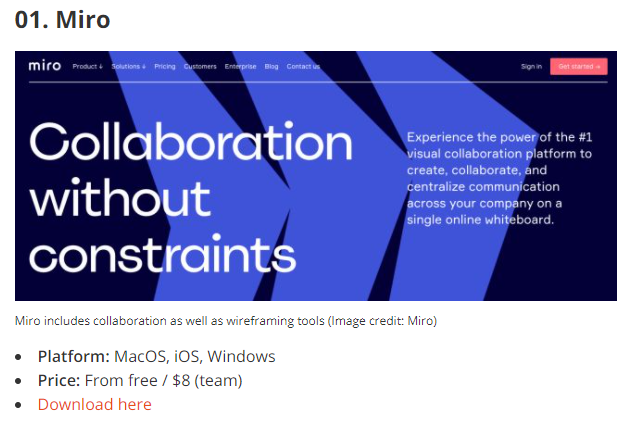 01. Miro
miro Product ↓ Solutions ↓ Pricing Customers Enterprise Blog Contact us Sign in Get started →
Collaboration
without
constraints
Experience the power of the #1
visual collaboration platform to
create, collaborate, and
centralize communication
across your company on a
single online whiteboard.
Miro includes collaboration as well as wireframing tools (Image credit: Miro)
• Platform: MacOS, iOS, Windows
• Price: From free / $8 (team)
• Download here